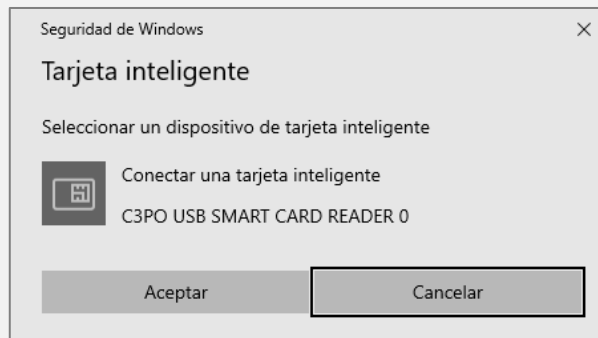 Seguridad de Windows
Tarjeta inteligente
Seleccionar un dispositivo de tarjeta inteligente
Conectar una tarjeta inteligente
C3PO USB SMART CARD READER 0
Aceptar
Cancelar